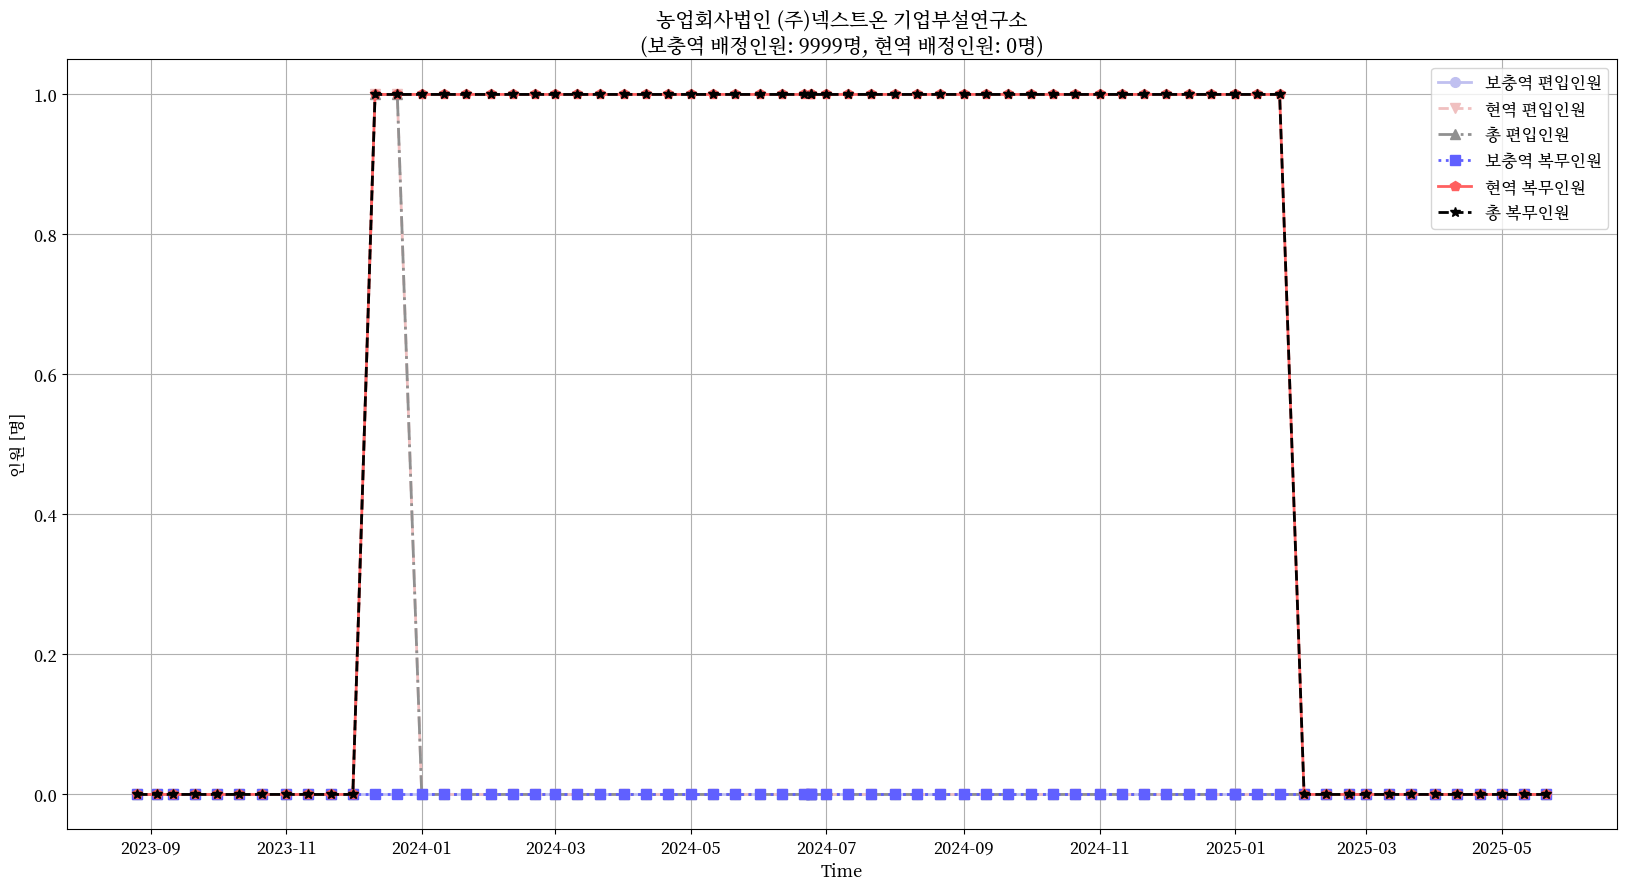 농업회사법인 (주)넥스트온 기업부설연구소
(보충역 배정인원: 9999명, 현역 배정인원: 0명)
보충역 편입인원
현역 편입인원
총 편입인원
보충역 복무인원
현역 복무인원
총 복무인원
인원 [명]
1.0
0.8
0.6
0.4
0.2
0.0
2023-09 2023-11 2024-01 2024-03 2024-05 2024-07 2024-09 2024-11 2025-01 2025-03 2025-05
Time